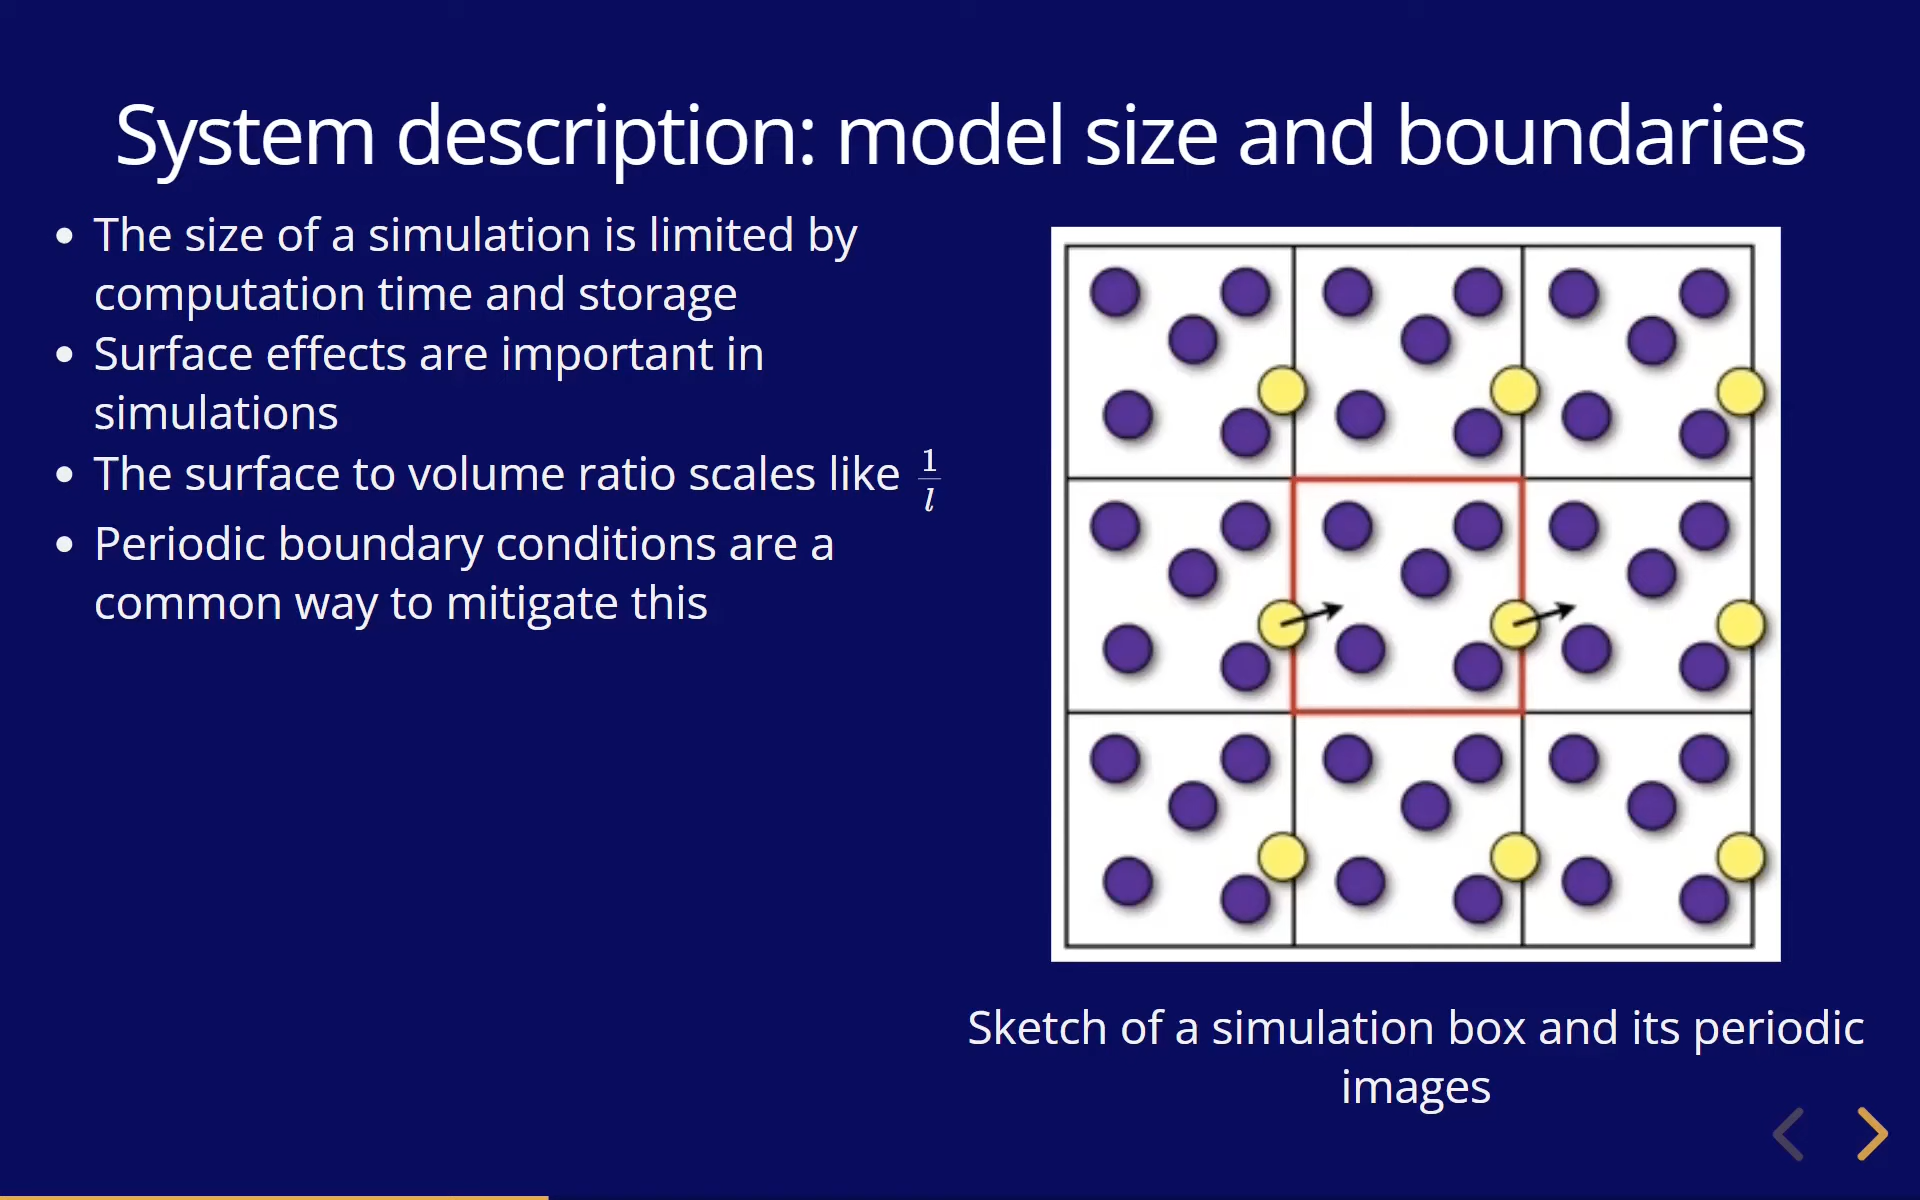 System description: model size and boundaries
• The size of a simulation is limited by
computation time and storage
• Surface effects are important in
simulations
• The surface to volume ratio scales like 1/l
• Periodic boundary conditions are a
common way to mitigate this
Sketch of a simulation box and its periodic
images